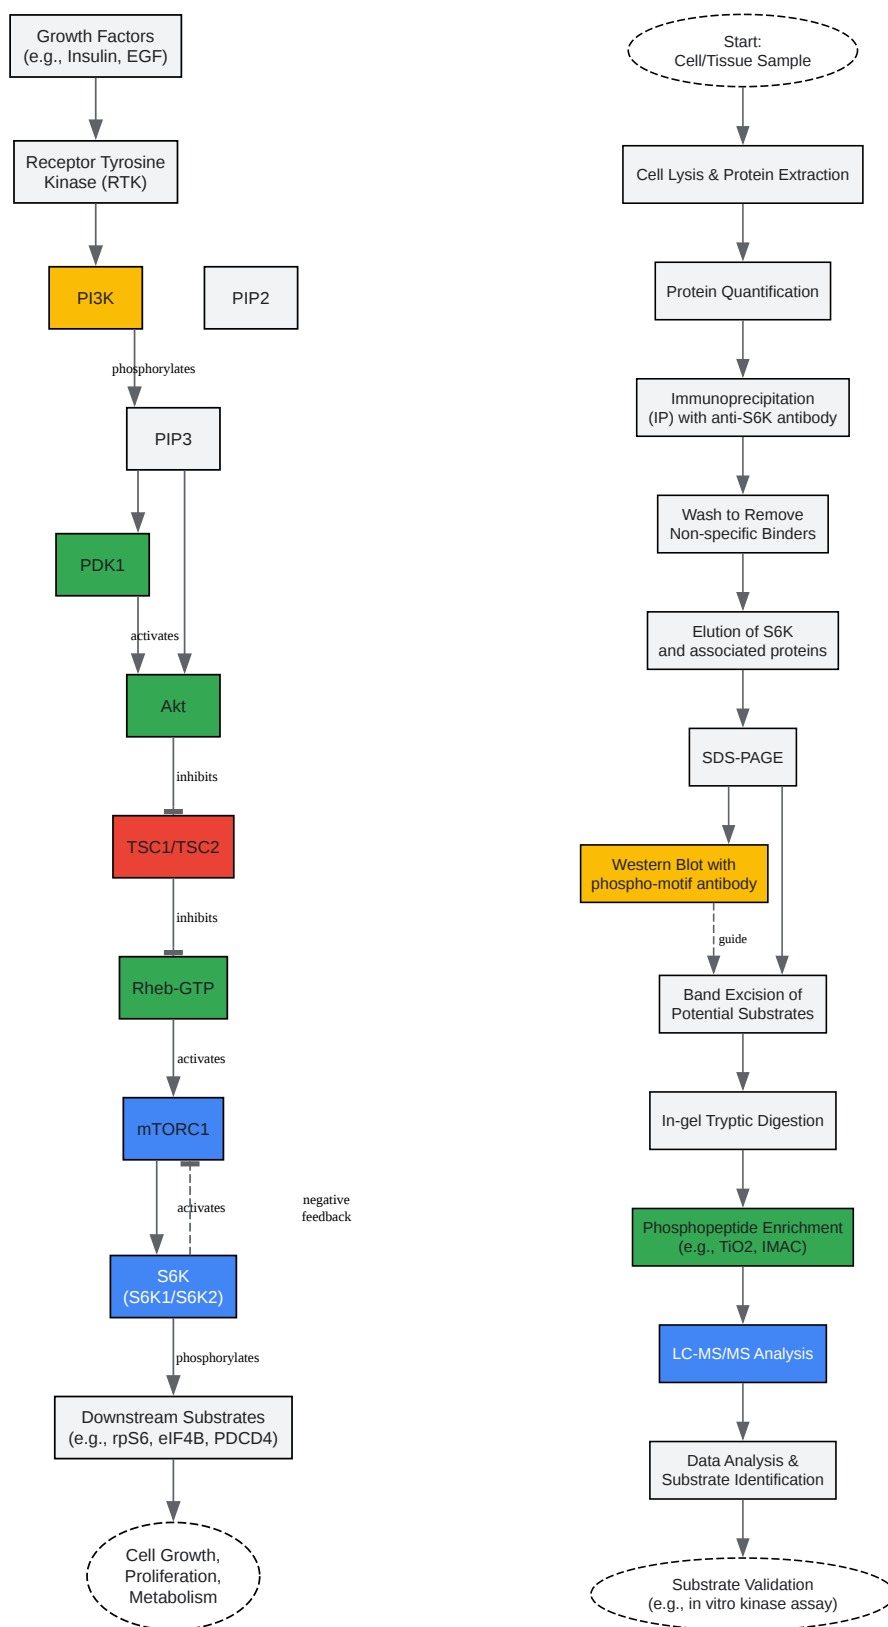 Growth Factors
(e.g., Insulin, EGF)
Receptor Tyrosine
Kinase (RTK)
PI3K
PIP2
phosphorylates
PIP3
PDK1
activates
Akt
inhibits
TSC1/TSC2
inhibits
Rheb-GTP
activates
mTORC1
activates
negative
feedback
S6K
(S6K1/S6K2)
phosphorylates
Downstream Substrates
(e.g., rpS6, eIF4B, PDCD4)
Cell Growth,
Proliferation,
Metabolism
Start:
Cell/Tissue Sample
Cell Lysis & Protein Extraction
Protein Quantification
Immunoprecipitation
(IP) with anti-S6K antibody
Wash to Remove
Non-specific Binders
Elution of S6K
and associated proteins
SDS-PAGE
Western Blot with
phospho-motif antibody
guide
Band Excision of
Potential Substrates
In-gel Tryptic Digestion
Phosphopeptide Enrichment
(e.g., TiO2, IMAC)
LC-MS/MS Analysis
Data Analysis &
Substrate Identification
Substrate Validation
(e.g., in vitro kinase assay)